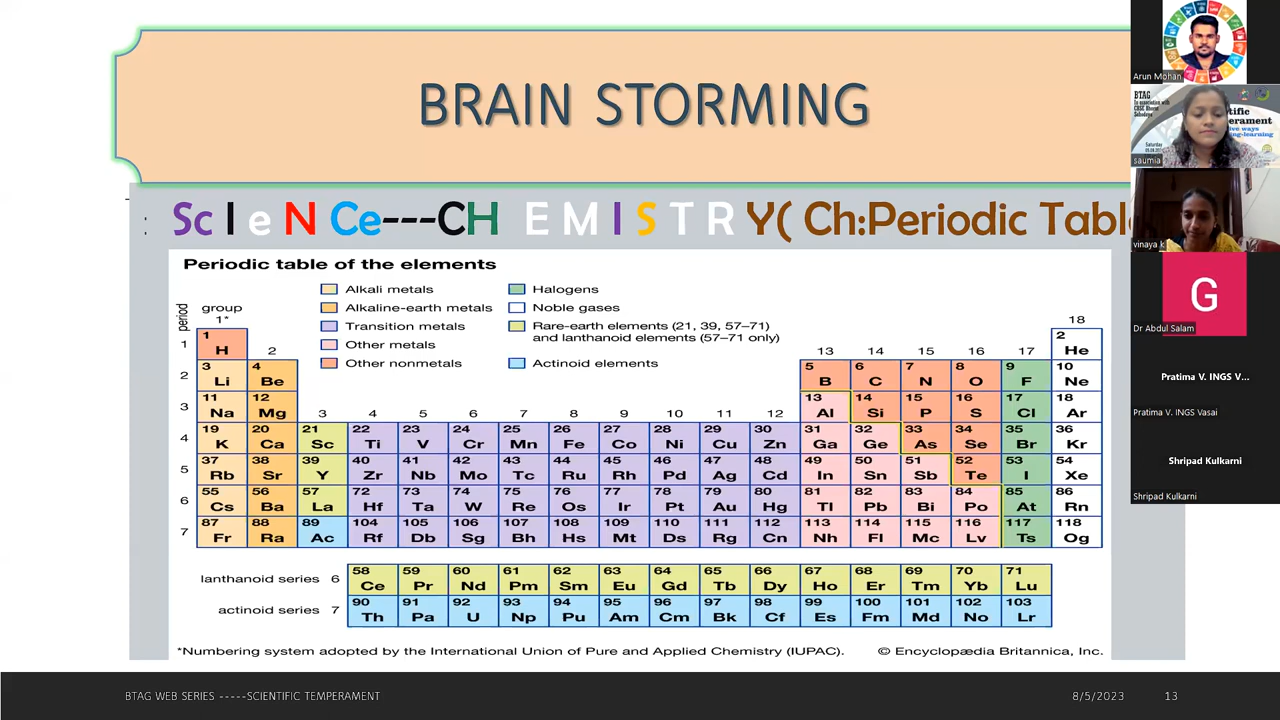 BRAIN STORMING
: Sc I e N Ce---CH E M I S T R Y( Ch:Periodic Tabl
Periodic table of the elements
Alkali metals
Alkaline-earth metals
Transition metals
Other metals
Other nonmetals
Halogens
Noble gases
Rare-earth elements (21, 39, 57–71)
and lanthanoid elements (57–71 only)
Actinoid elements
period
group
1* 2 3 4 5 6 7 8 9 10 11 12 13 14 15 16 17 18
1 1 H 2 He
2 3 Li 4 Be 5 B 6 C 7 N 8 O 9 F 10 Ne
3 11 Na 12 Mg 13 Al 14 Si 15 P 16 S 17 Cl 18 Ar
4 19 K 20 Ca 21 Sc 22 Ti 23 V 24 Cr 25 Mn 26 Fe 27 Co 28 Ni 29 Cu 30 Zn 31 Ga 32 Ge 33 As 34 Se 35 Br 36 Kr
5 37 Rb 38 Sr 39 Y 40 Zr 41 Nb 42 Mo 43 Tc 44 Ru 45 Rh 46 Pd 47 Ag 48 Cd 49 In 50 Sn 51 Sb 52 Te 53 I 54 Xe
6 55 Cs 56 Ba 57 La 72 Hf 73 Ta 74 W 75 Re 76 Os 77 Ir 78 Pt 79 Au 80 Hg 81 Tl 82 Pb 83 Bi 84 Po 85 At 86 Rn
7 87 Fr 88 Ra 89 Ac 104 Rf 105 Db 106 Sg 107 Bh 108 Hs 109 Mt 110 Ds 111 Rg 112 Cn 113 Nh 114 Fl 115 Mc 116 Lv 117 Ts 118 Og
lanthanoid series 6 58 Ce 59 Pr 60 Nd 61 Pm 62 Sm 63 Eu 64 Gd 65 Tb 66 Dy 67 Ho 68 Er 69 Tm 70 Yb 71 Lu
actinoid series 7 90 Th 91 Pa 92 U 93 Np 94 Pu 95 Am 96 Cm 97 Bk 98 Cf 99 Es 100 Fm 101 Md 102 No 103 Lr
*Numbering system adopted by the International Union of Pure and Applied Chemistry (IUPAC). © Encyclopædia Britannica, Inc.
BTAG WEB SERIES -----SCIENTIFIC TEMPERAMENT 8/5/2023 13
Arun Mohan
BTAG
In association with
Saturday
saumia
vinaya k
G
Dr Abdul Salam
Pratima V. INGS V...
Pratima V. INGS Vasai
Shripad Kulkarni
Shripad Kulkarni